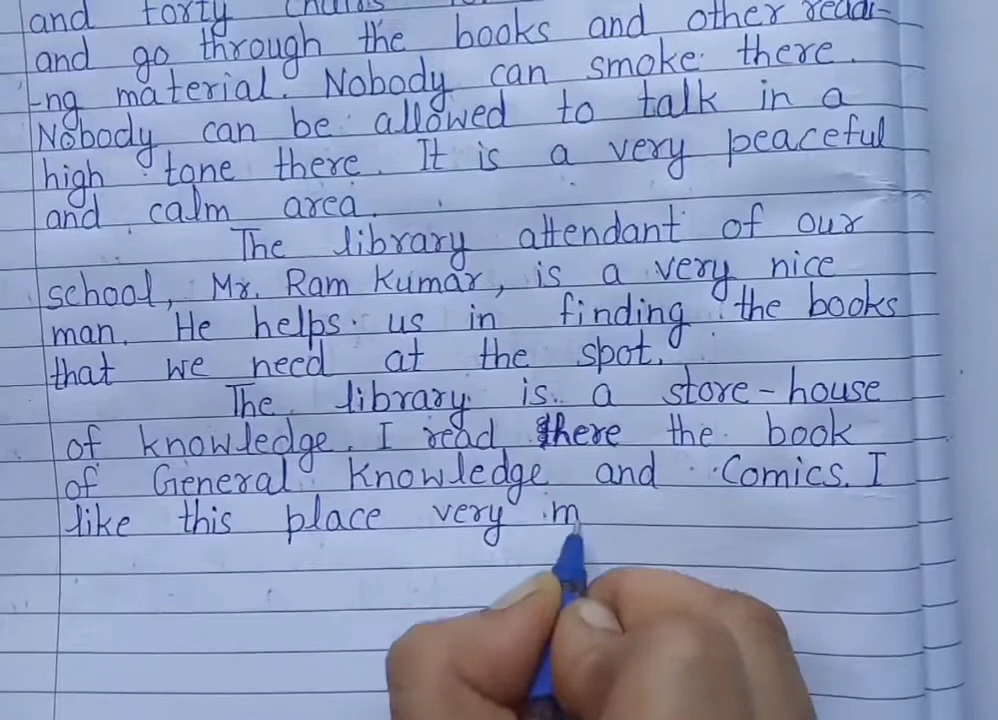 and forty chairs
and go through the books and other readi-
-ng material. Nobody can smoke there.
Nobody can be allowed to talk in a
high tone there. It is a very peaceful
and calm area.
The library attendant of our
school, Mr. Ram Kumar, is a very nice
man. He helps us in finding the books
that we need at the spot.
The library is a store-house
of knowledge. I read there the book
of General Knowledge and Comics. I
like this place very m